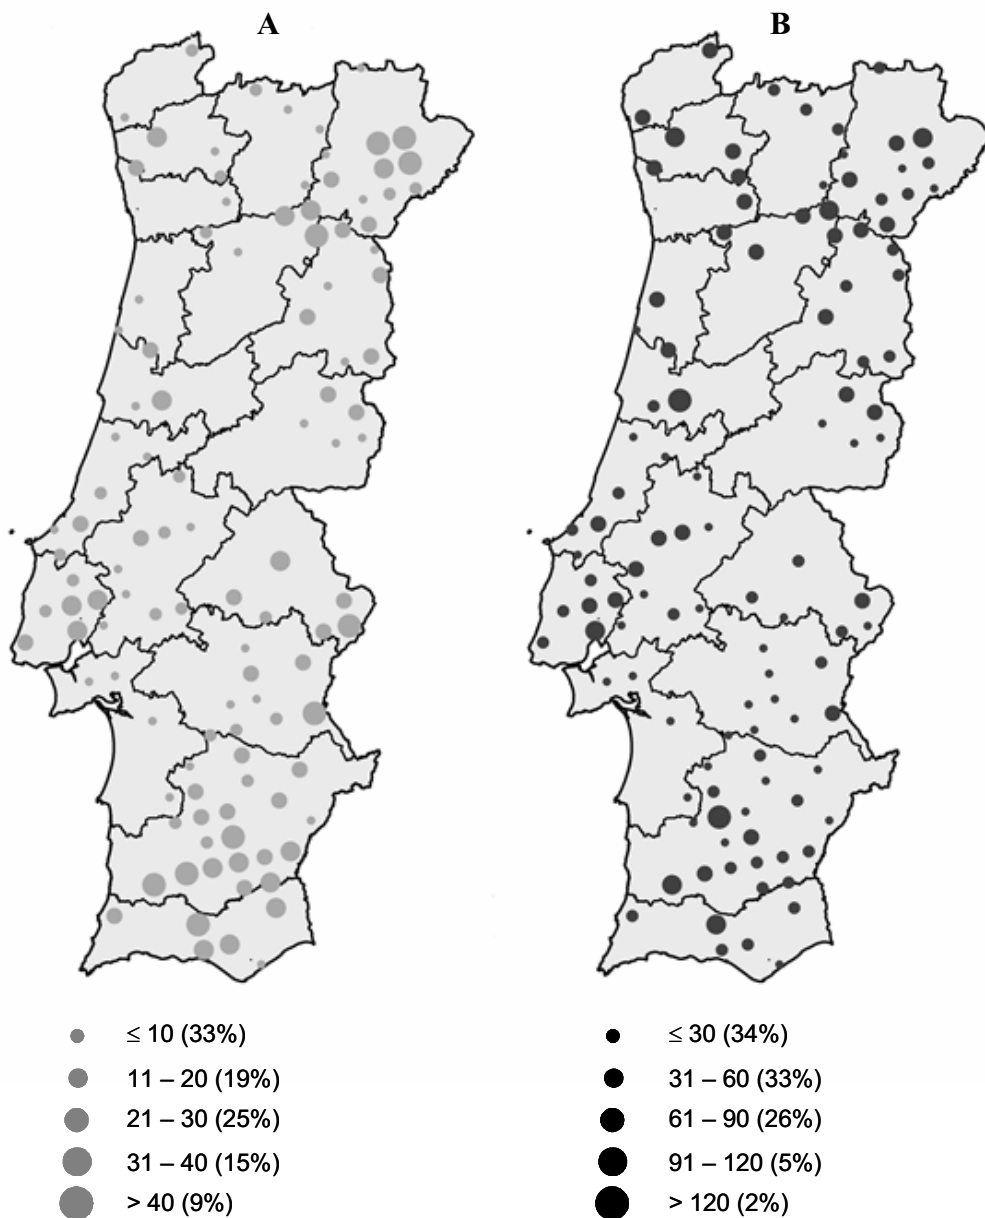 A
B
≤ 10 (33%)
11 – 20 (19%)
21 – 30 (25%)
31 – 40 (15%)
> 40 (9%)
≤ 30 (34%)
31 – 60 (33%)
61 – 90 (26%)
91 – 120 (5%)
> 120 (2%)